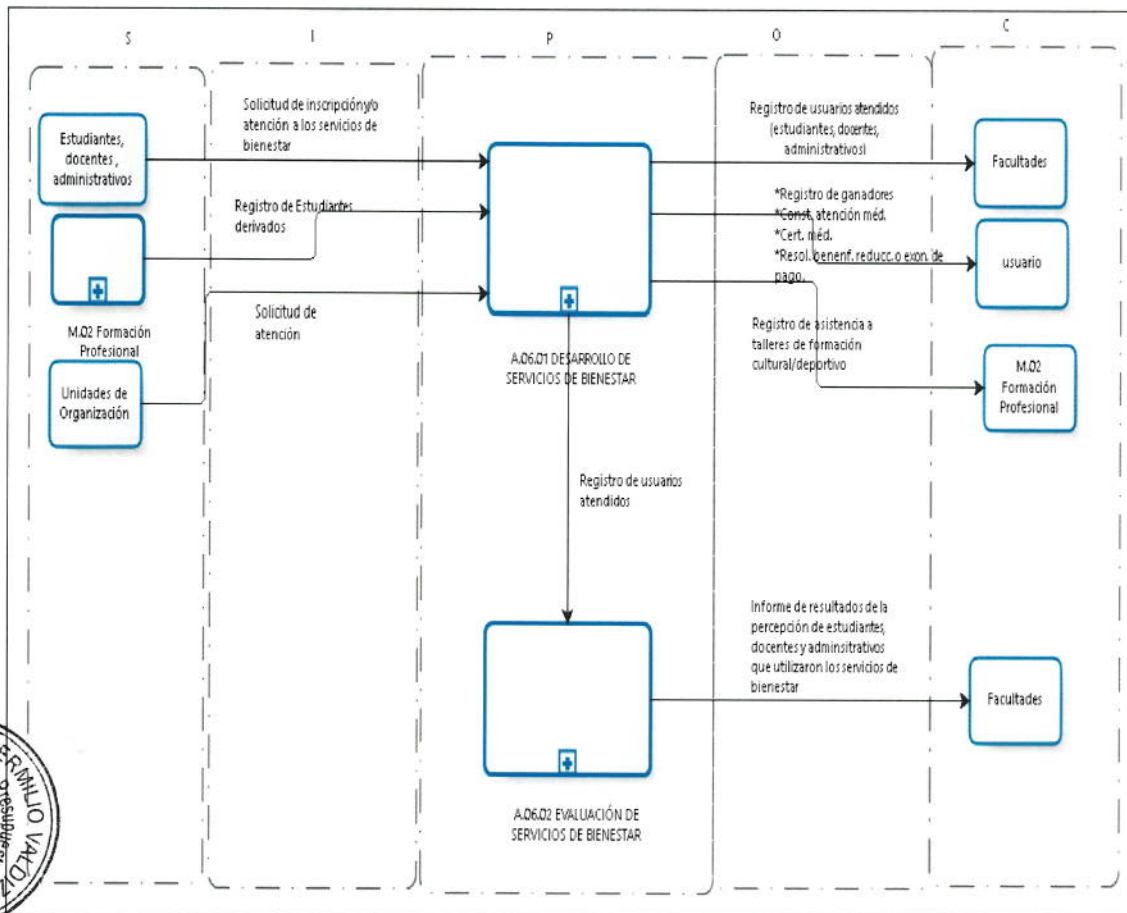 S
I
P
O
C
Estudiantes,
docentes ,
administrativos
Solicitud de inscripcióny/o
atención a los servicios de
bienestar
Registro de Estudiantes
derivados
M.02 Formación
Profesional
Solicitud de
atención
Unidades de
Organización
A.06.01 DESARROLLO DE
SERVICIOS DE BIENESTAR
Registro de usuarios atendidos
(estudiantes, docentes,
administrativos)
Facultades
*Registro de ganadores
*Const. atención méd.
*Cert. méd.
*Resol. benenf. reducc. o exon. de
pago.
usuario
Registro de asistencia a
talleres de formación
cultural/deportivo
M.02
Formación
Profesional
Registro de usuarios
atendidos
Informe de resultados de la
percepción de estudiantes,
docentes y adminsitrativos
que utilizaron los servicios de
bienestar
Facultades
A.06.02 EVALUACIÓN DE
SERVICIOS DE BIENESTAR
ERMILIO VALDIZ